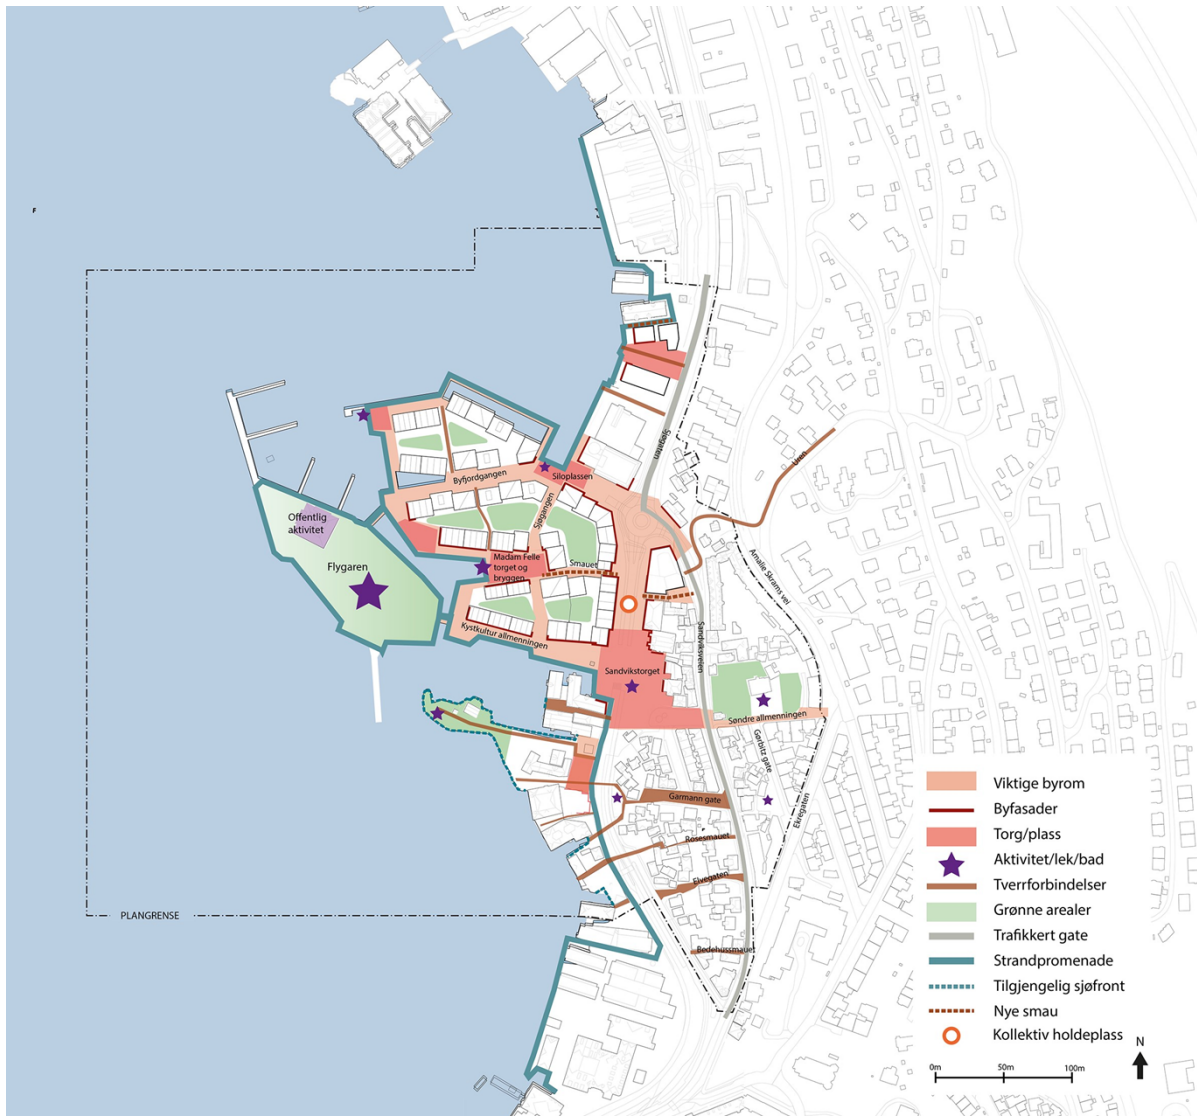 F
Sjøgaten
Uren
Siloplassen
Byfjordgangen
Sjøgangen
Offentlig
aktivitet
Flygaren
Madam Felle
torget og
bryggen
Smauet
Amalie Skrams vei
Kystkultur allmenningen
Sandviksveien
Sandvikstorget
Søndre allmenningen
Gørbitz gate
Garmann gate
Ekregaten
Rosesmauet
Elvegaten
Bedehussmauet
PLANGRENSE
Viktige byrom
Byfasader
Torg/plass
Aktivitet/lek/bad
Tverrforbindelser
Grønne arealer
Trafikkert gate
Strandpromenade
Tilgjengelig sjøfront
Nye smau
Kollektiv holdeplass
N
0m 50m 100m